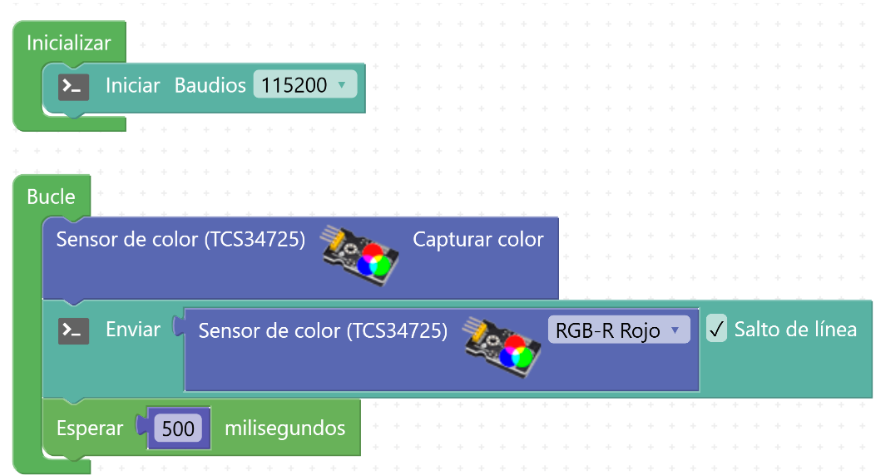 Inicializar
>_ Iniciar Baudios 115200
Bucle
Sensor de color (TCS34725) Capturar color
>_ Enviar Sensor de color (TCS34725) RGB-R Rojo ✓ Salto de línea
Esperar 500 milisegundos